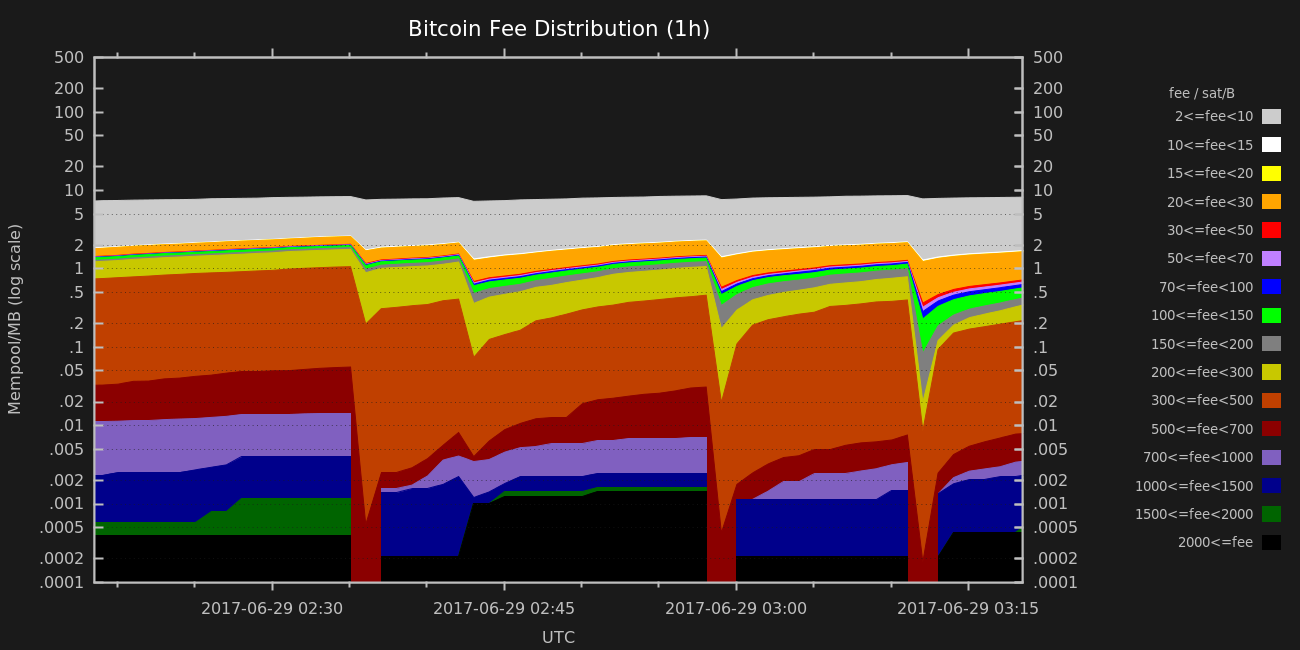 Bitcoin Fee Distribution (1h)
Mempool/MB (log scale)
500
200
100
50
20
10
5
2
1
.5
.2
.1
.05
.02
.01
.005
.002
.001
.0005
.0002
.0001
500
200
100
50
20
10
5
2
1
.5
.2
.1
.05
.02
.01
.005
.002
.001
.0005
.0002
.0001
2017-06-29 02:30
2017-06-29 02:45
2017-06-29 03:00
2017-06-29 03:15
UTC
fee / sat/B
2<=fee<10
10<=fee<15
15<=fee<20
20<=fee<30
30<=fee<50
50<=fee<70
70<=fee<100
100<=fee<150
150<=fee<200
200<=fee<300
300<=fee<500
500<=fee<700
700<=fee<1000
1000<=fee<1500
1500<=fee<2000
2000<=fee